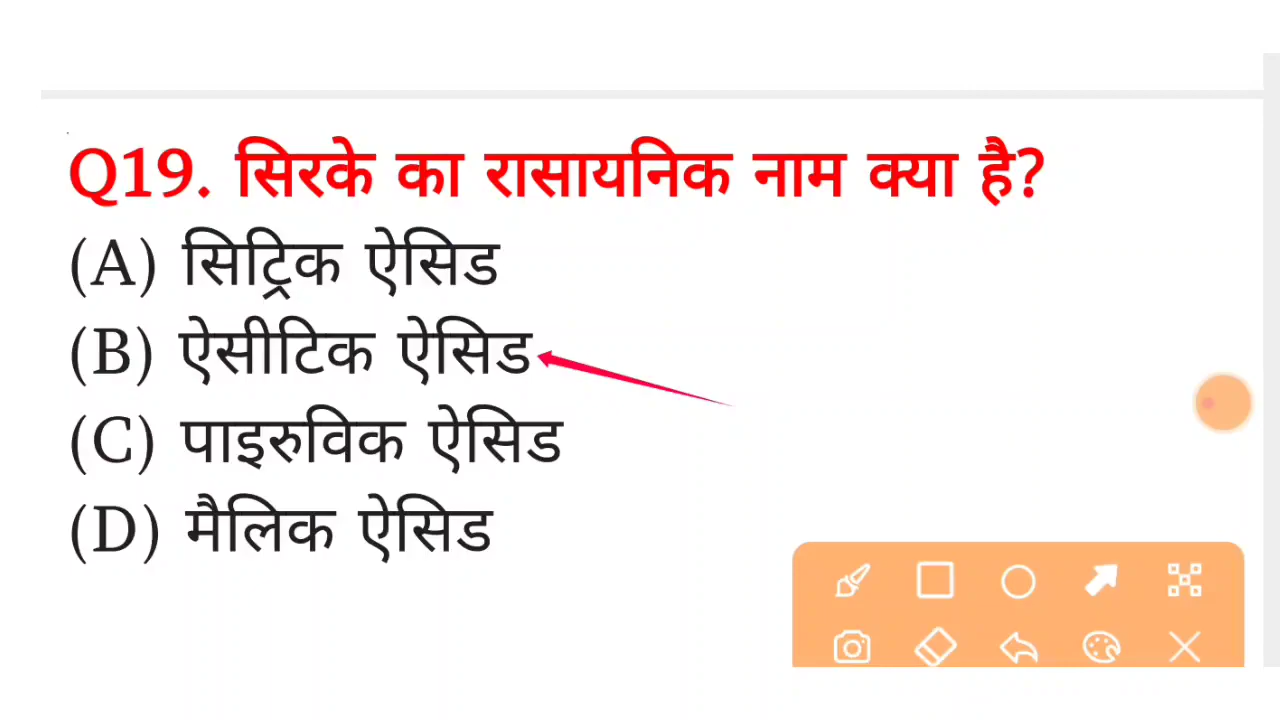 Q19. सिरके का रासायनिक नाम क्या है?
(A) सिट्रिक ऐसिड
(B) ऐसीटिक ऐसिड
(C) पाइरुविक ऐसिड
(D) मैलिक ऐसिड